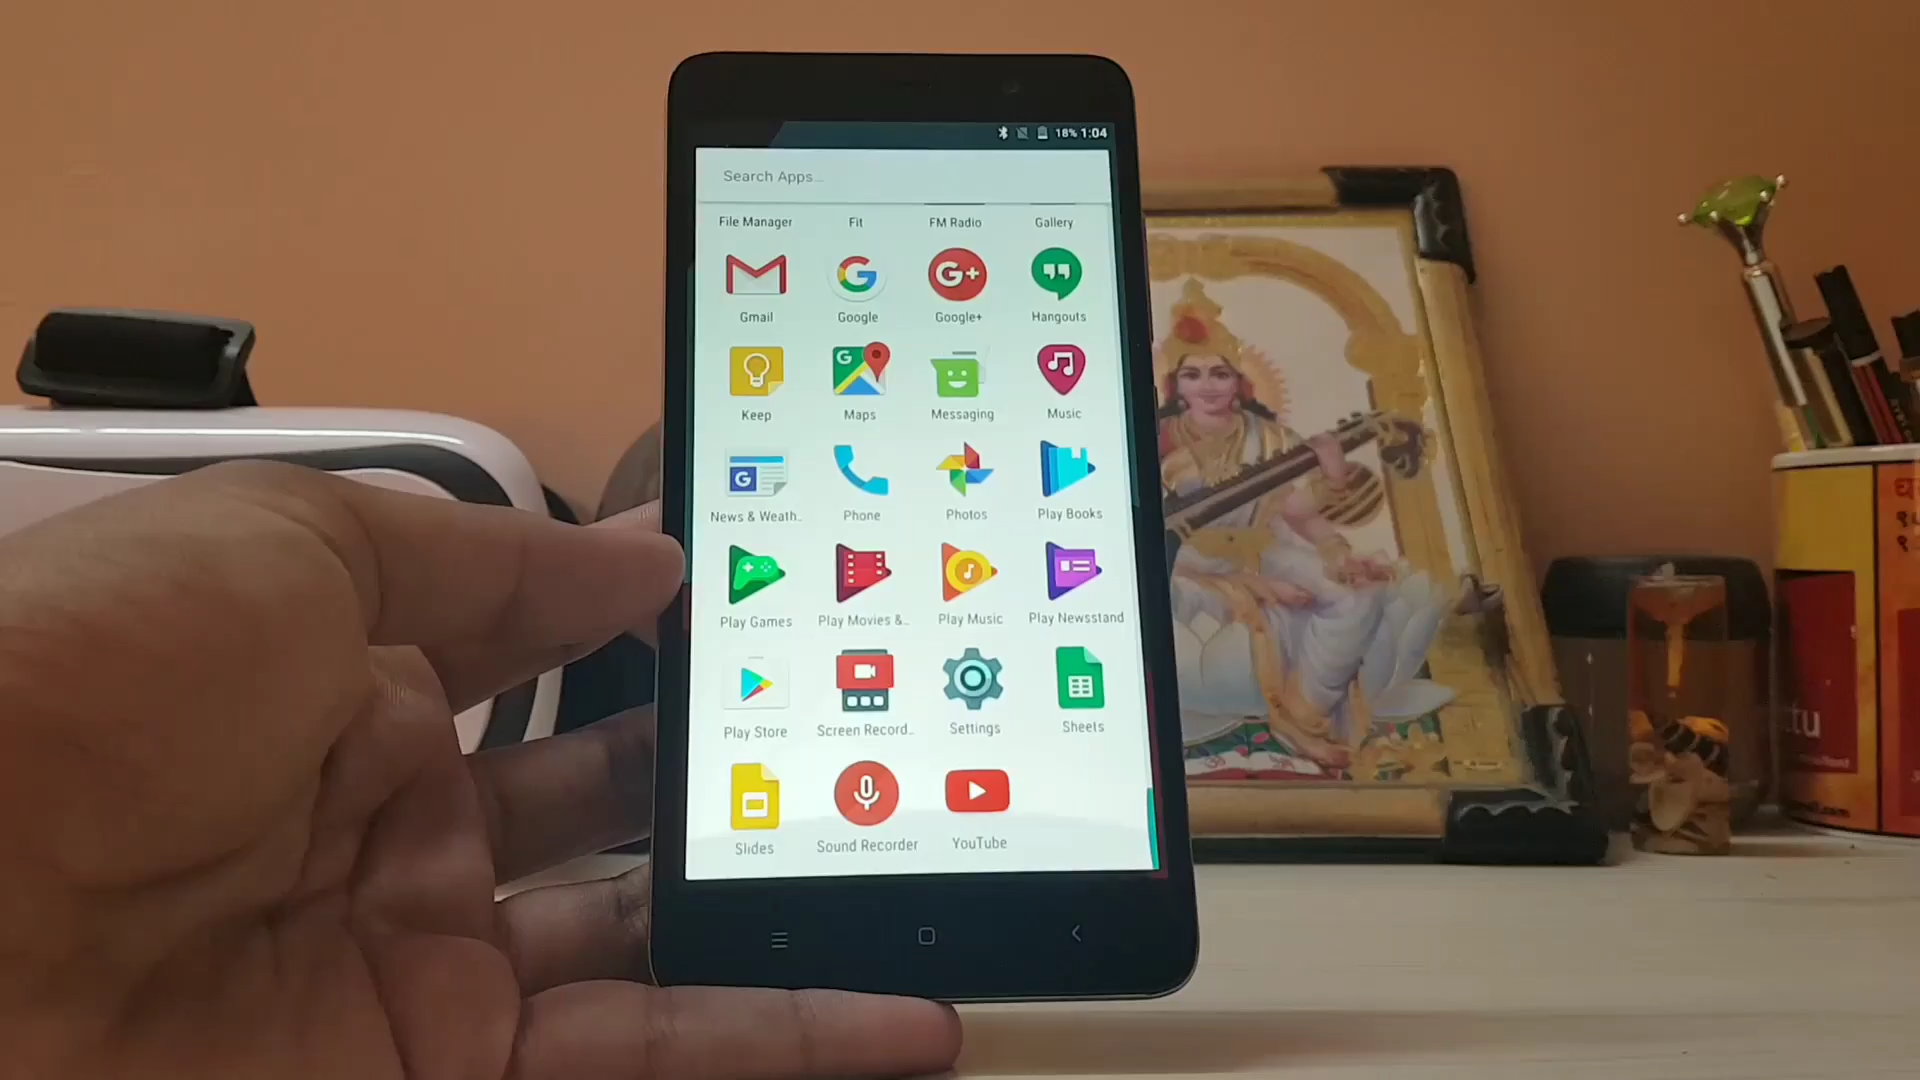 18% 1:04
Search Apps...
File Manager Fit FM Radio Gallery
Gmail Google Google+ Hangouts
Keep Maps Messaging Music
News & Weath.. Phone Photos Play Books
Play Games Play Movies &.. Play Music Play Newsstand
Play Store Screen Record.. Settings Sheets
Slides Sound Recorder YouTube